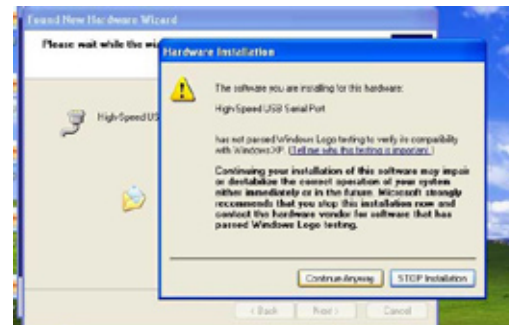 Found New Hardware Wizard
Please wait while the wi
High-Speed US
Hardware Installation
The software you are installing for this hardware:
High-Speed USB Serial Port
has not passed Windows Logo testing to verify its compatibility
with Windows XP. (Tell me why this testing is important.)
Continuing your installation of this software may impair
or destabilize the correct operation of your system
either immediately or in the future. Microsoft strongly
recommends that you stop this installation now and
contact the hardware vendor for software that has
passed Windows Logo testing.
Continue Anyway
STOP Installation
< Back
Next >
Cancel